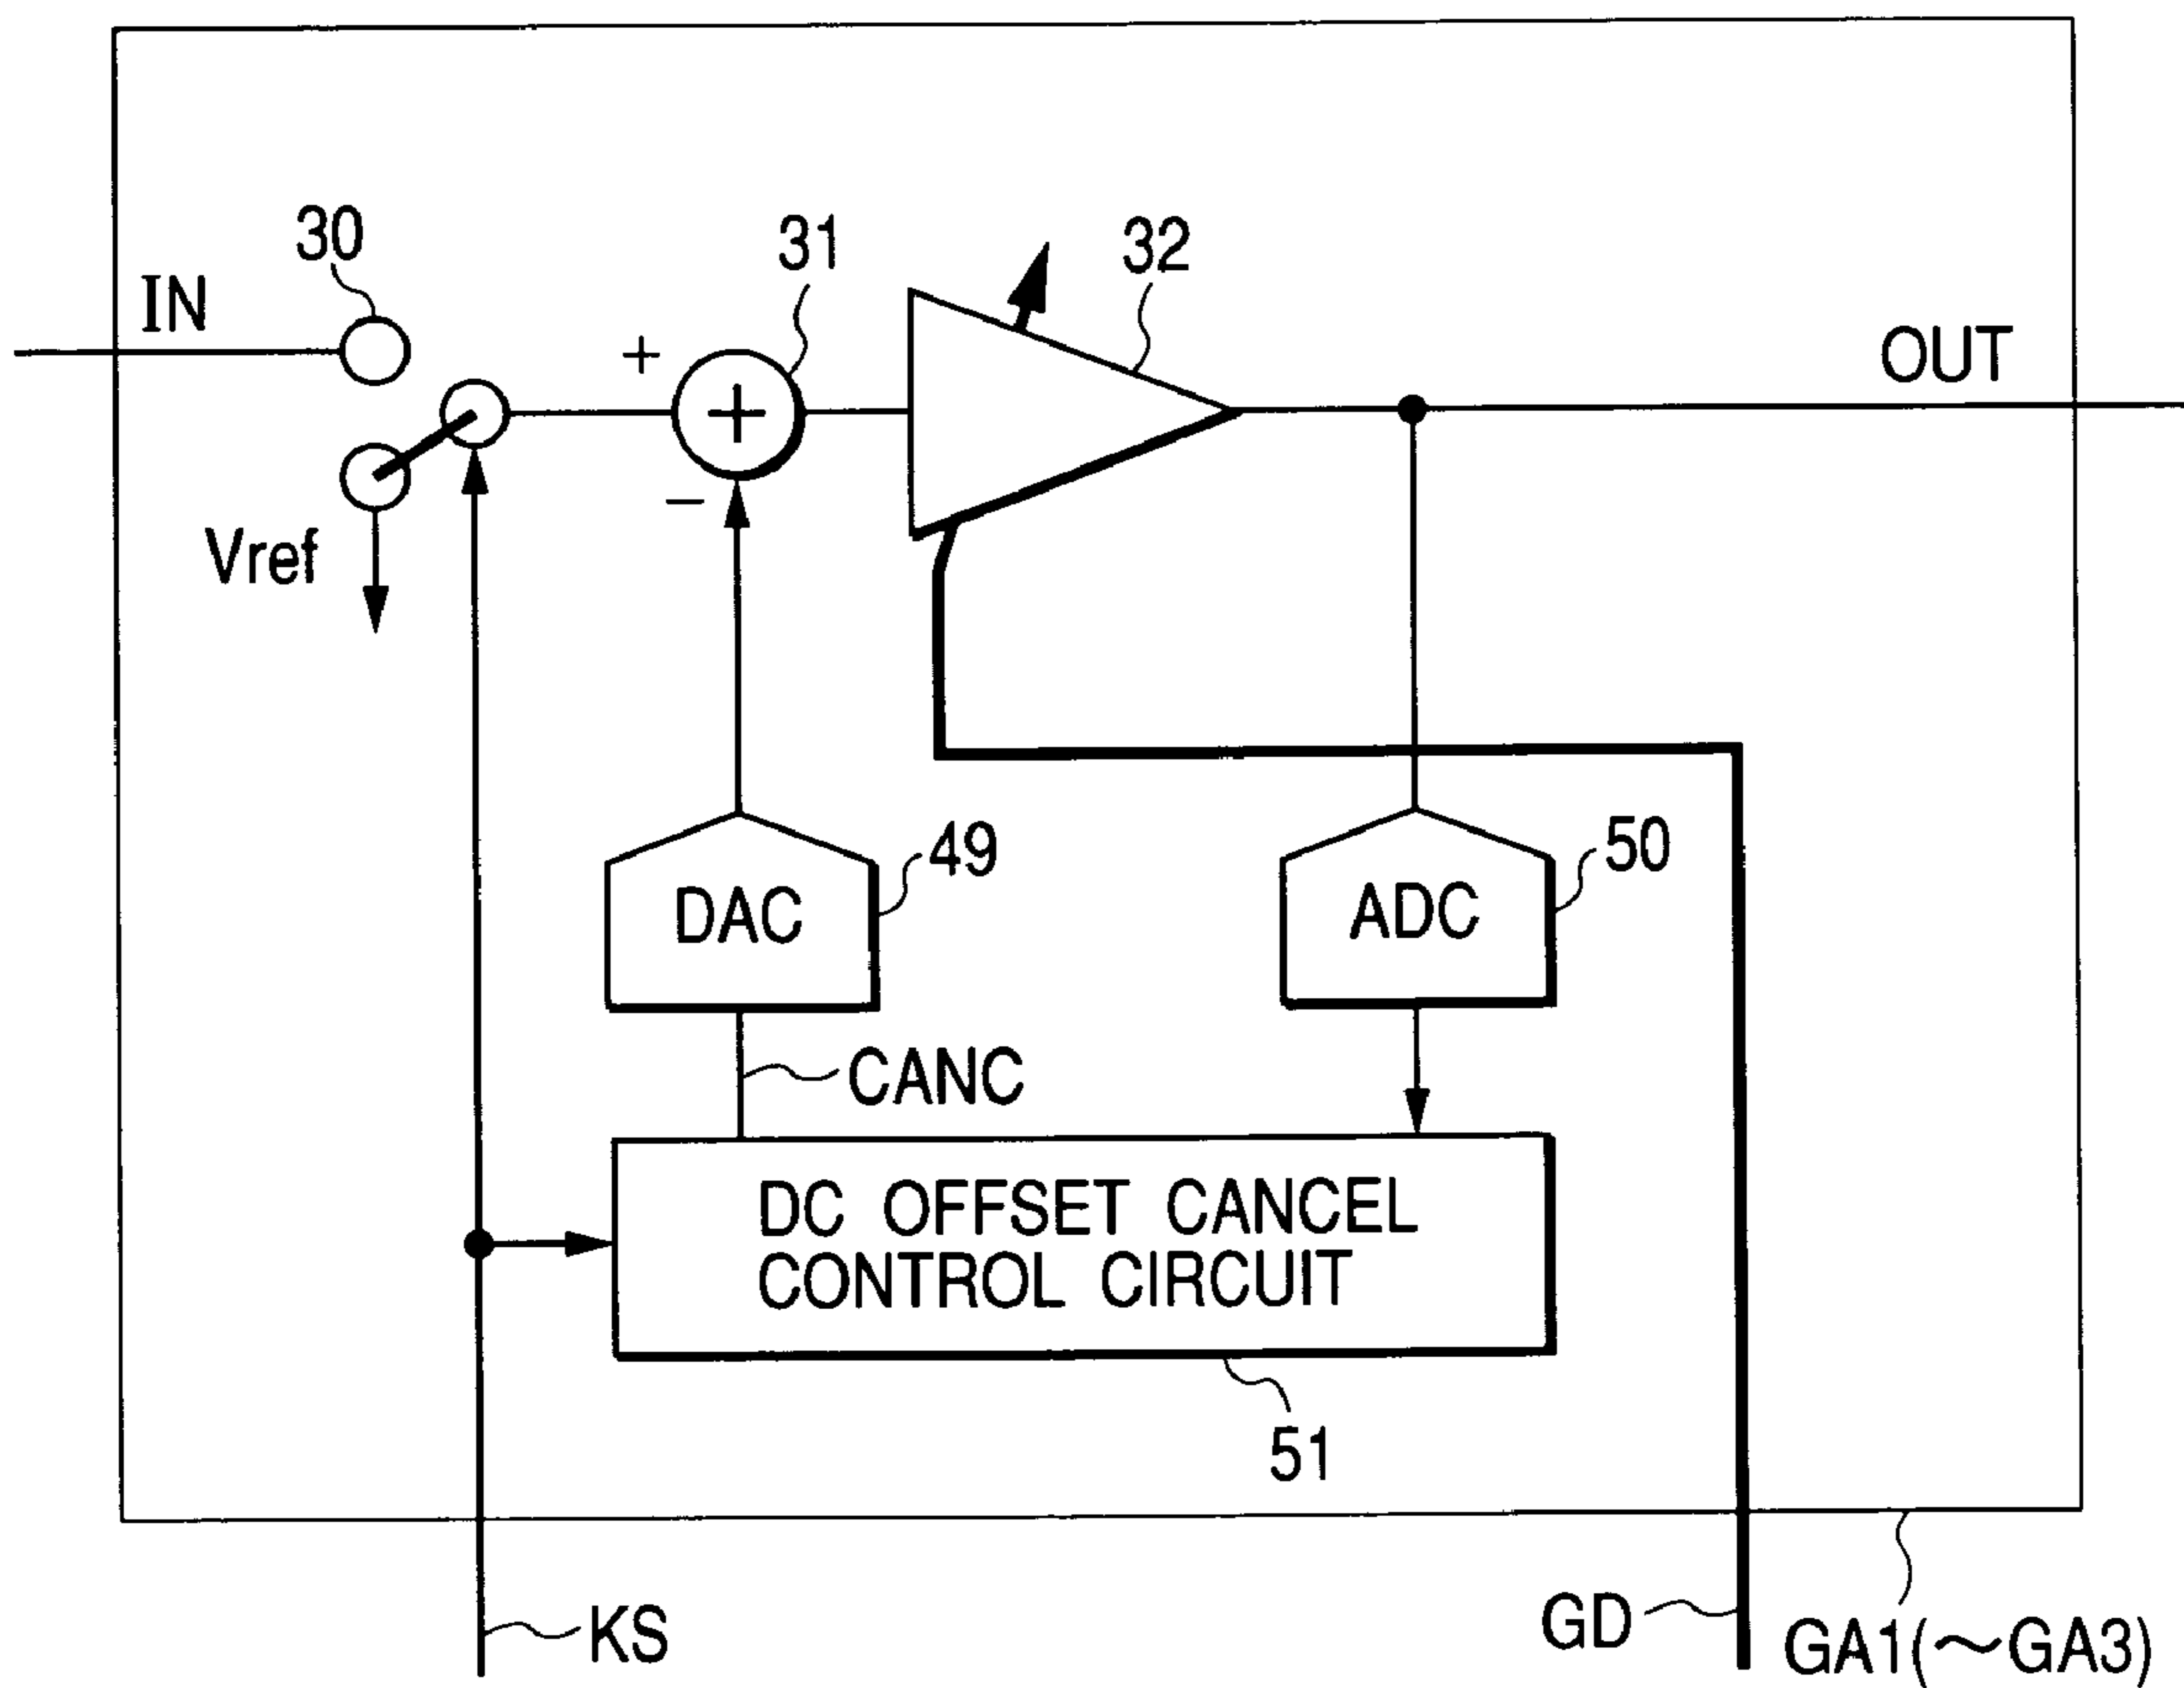 30
31
32
IN
+
+
OUT
−
Vref
49
50
DAC
ADC
CANC
DC OFFSET CANCEL
CONTROL CIRCUIT
51
KS
GD
GA1(～GA3)